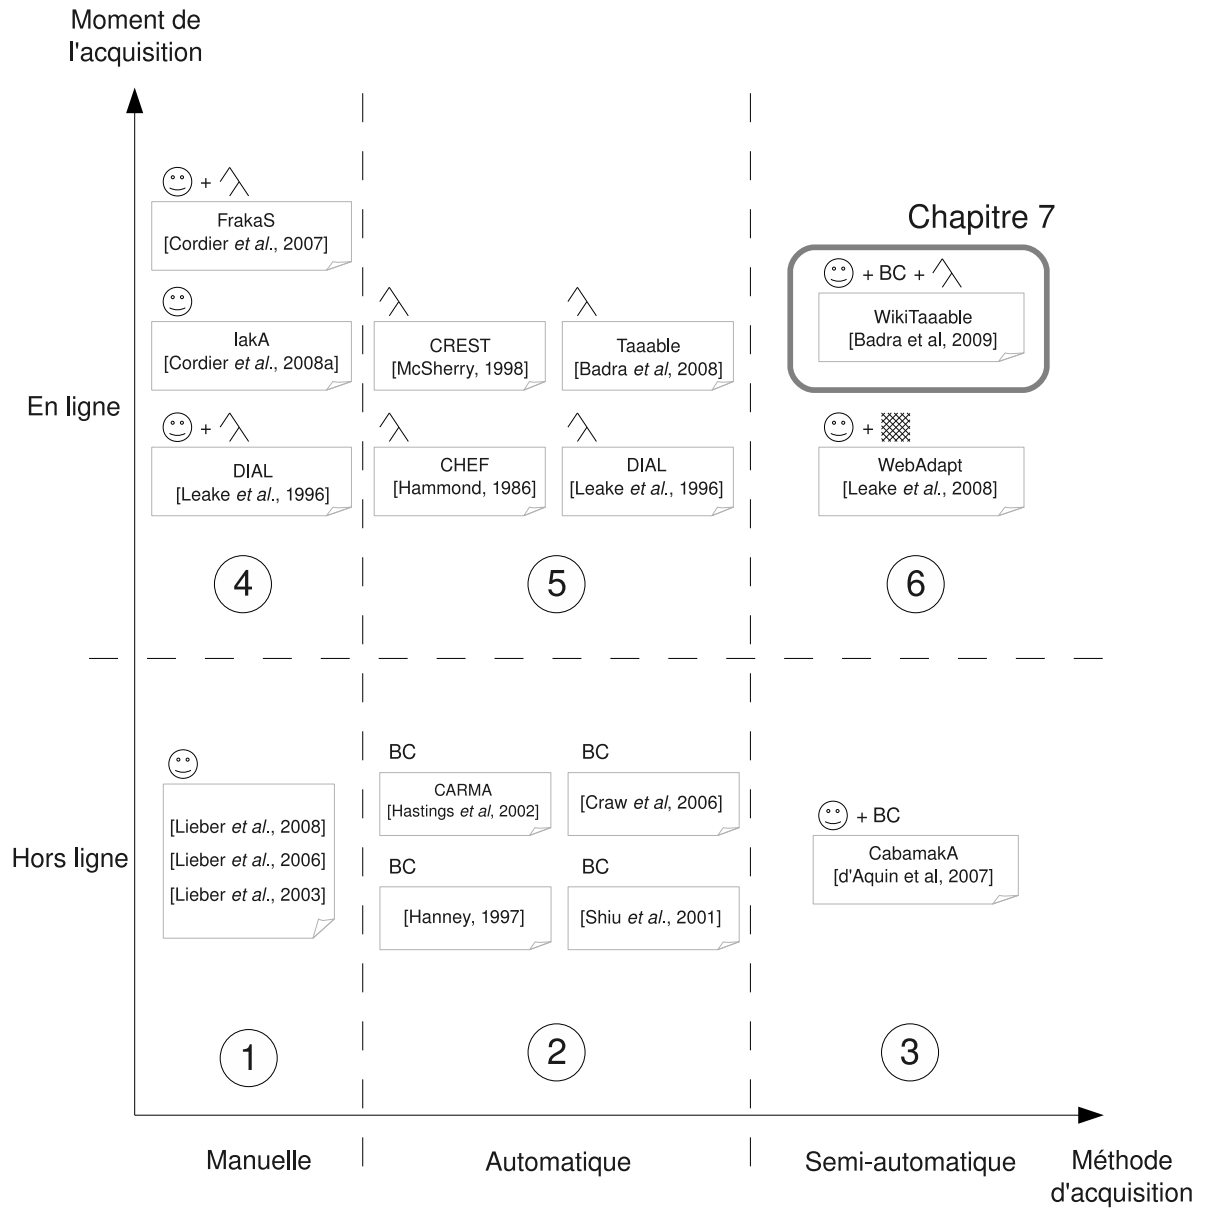 Moment de
l'acquisition
Chapitre 7
+
FrakaS
[Cordier et al., 2007]
IakA
[Cordier et al., 2008a]
+
DIAL
[Leake et al., 1996]
CREST
[McSherry, 1998]
Taaable
[Badra et al, 2008]
CHEF
[Hammond, 1986]
DIAL
[Leake et al., 1996]
+ BC +
WikiTaaable
[Badra et al, 2009]
+
WebAdapt
[Leake et al., 2008]
En ligne
4
5
6
[Lieber et al., 2008]
[Lieber et al., 2006]
[Lieber et al., 2003]
BC
CARMA
[Hastings et al, 2002]
BC
[Craw et al, 2006]
BC
[Hanney, 1997]
BC
[Shiu et al., 2001]
+ BC
CabamakA
[d'Aquin et al, 2007]
Hors ligne
1
2
3
Manuelle
Automatique
Semi-automatique
Méthode
d'acquisition